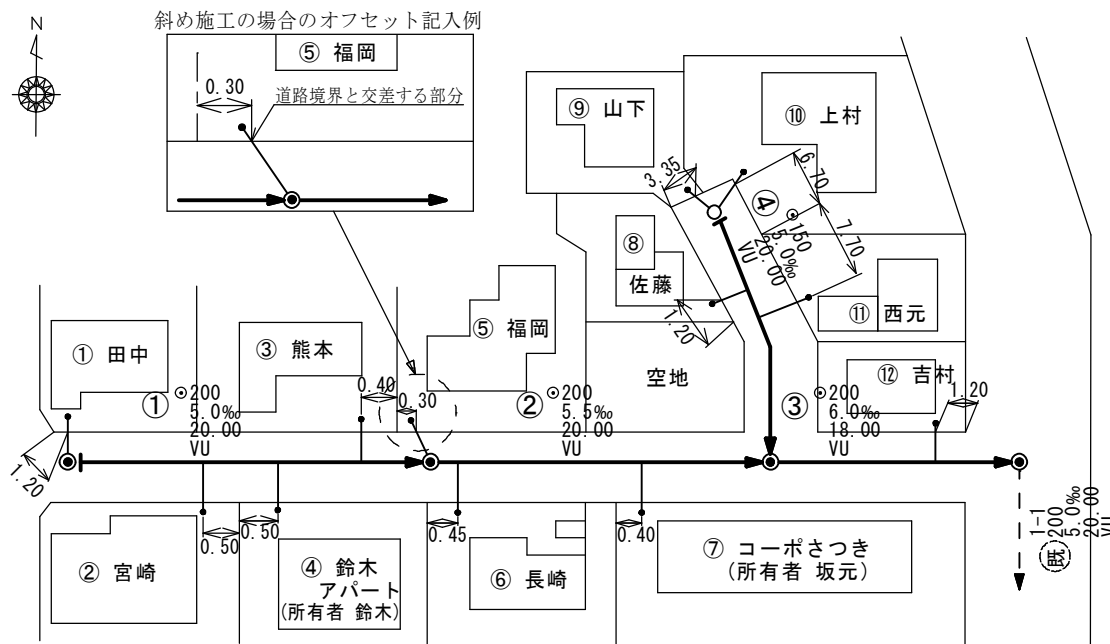 斜め施工の場合のオフセット記入例
N
⑤ 福岡
0.30
道路境界と交差する部分
⑨ 山下
⑩ 上村
3.35
6.70
④
150
5.0‰
20.00
VU
7.70
⑧
佐藤
1.20
⑪ 西元
① 田中
③ 熊本
⑤ 福岡
空地
⑫ 吉村
1.20
0.40
0.30
①
200
5.0‰
20.00
VU
②
200
5.5‰
20.00
VU
③
200
6.0‰
18.00
VU
1.20
0.50
0.50
0.45
0.40
② 宮崎
④ 鈴木
アパート
(所有者 鈴木)
⑥ 長崎
⑦ コーポさつき
(所有者 坂元)
1-1
200
5.0‰
20.00
VU
既